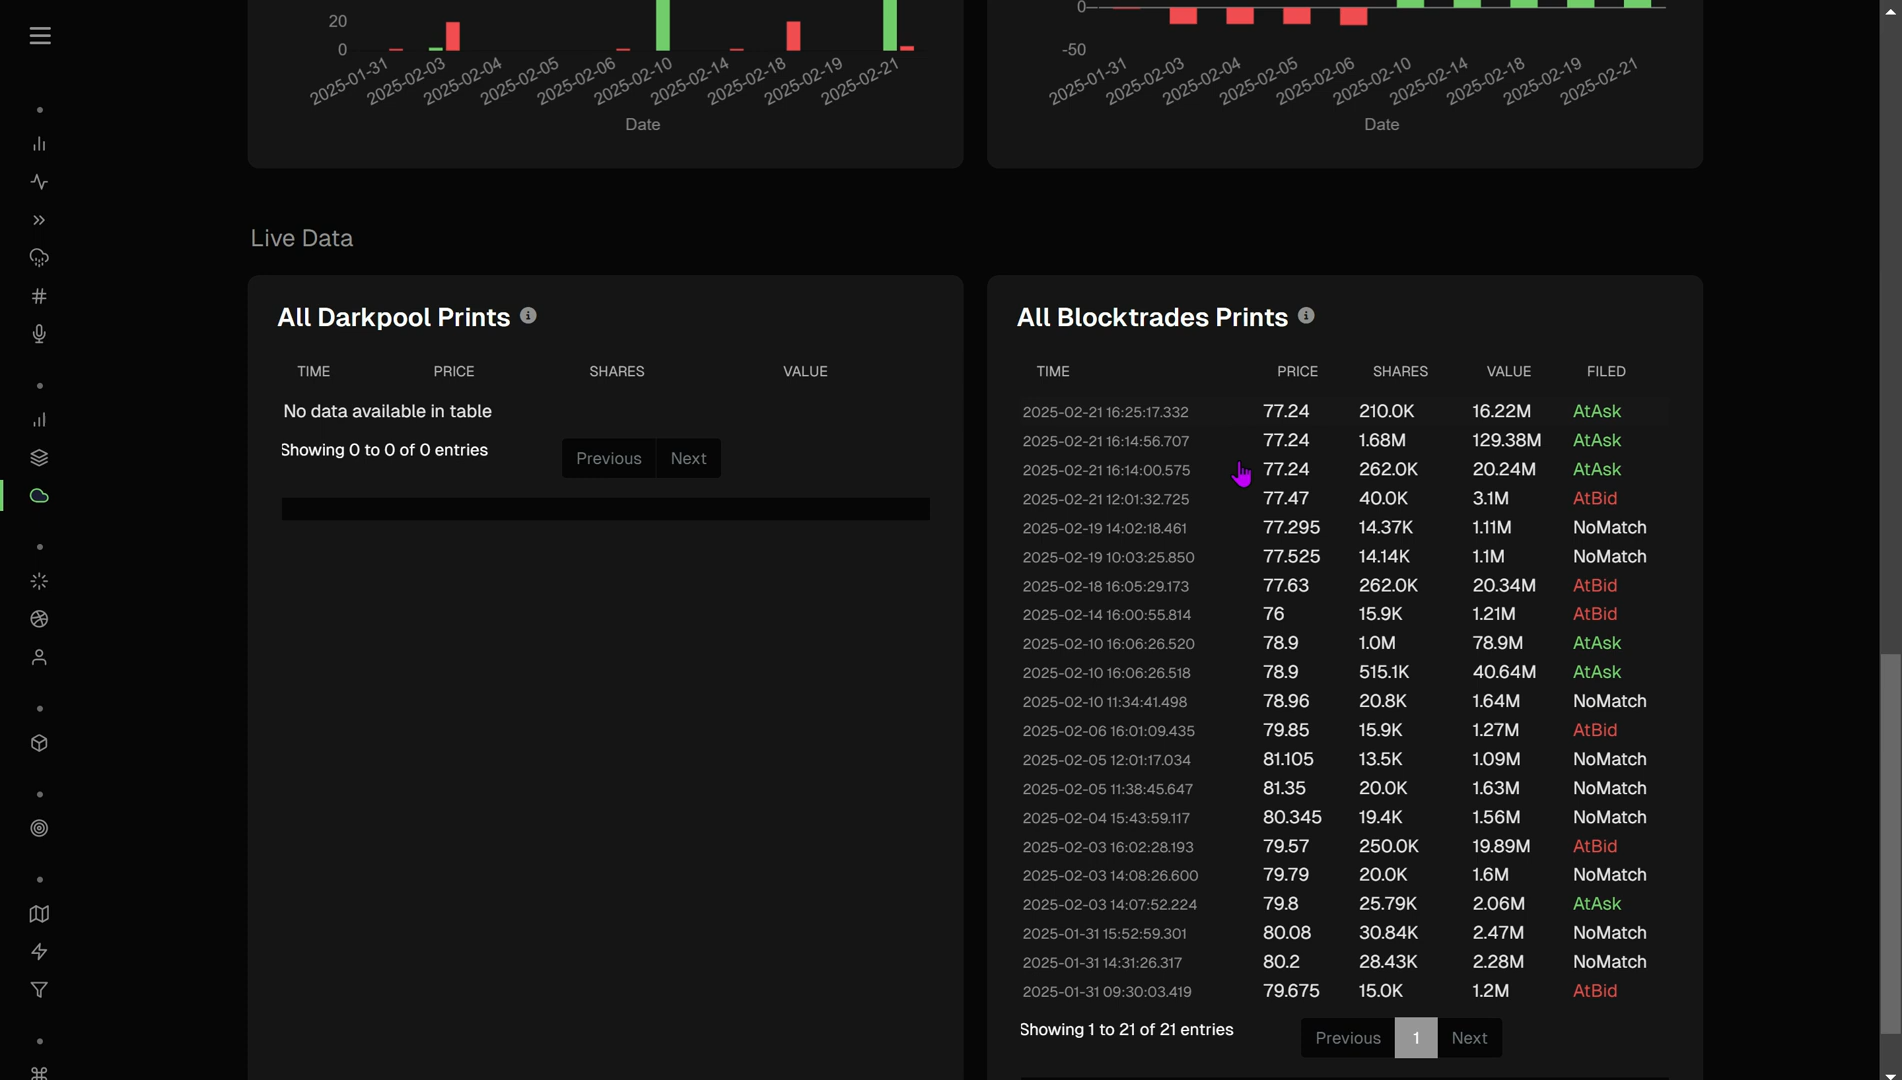 20
0
2025-01-31 2025-02-03 2025-02-04 2025-02-05 2025-02-06 2025-02-10 2025-02-14 2025-02-18 2025-02-19 2025-02-21
Date
0
-50
2025-01-31 2025-02-03 2025-02-04 2025-02-05 2025-02-06 2025-02-10 2025-02-14 2025-02-18 2025-02-19 2025-02-21
Date
Live Data
All Darkpool Prints
TIME PRICE SHARES VALUE
No data available in table
Showing 0 to 0 of 0 entries
Previous Next
All Blocktrades Prints
TIME PRICE SHARES VALUE FILED
2025-02-21 16:25:17.332 77.24 210.0K 16.22M AtAsk
2025-02-21 16:14:56.707 77.24 1.68M 129.38M AtAsk
2025-02-21 16:14:00.575 77.24 262.0K 20.24M AtAsk
2025-02-21 12:01:32.725 77.47 40.0K 3.1M AtBid
2025-02-19 14:02:18.461 77.295 14.37K 1.11M NoMatch
2025-02-19 10:03:25.850 77.525 14.14K 1.1M NoMatch
2025-02-18 16:05:29.173 77.63 262.0K 20.34M AtBid
2025-02-14 16:00:55.814 76 15.9K 1.21M AtBid
2025-02-10 16:06:26.520 78.9 1.0M 78.9M AtAsk
2025-02-10 16:06:26.518 78.9 515.1K 40.64M AtAsk
2025-02-10 11:34:41.498 78.96 20.8K 1.64M NoMatch
2025-02-06 16:01:09.435 79.85 15.9K 1.27M AtBid
2025-02-05 12:01:17.034 81.105 13.5K 1.09M NoMatch
2025-02-05 11:38:45.647 81.35 20.0K 1.63M NoMatch
2025-02-04 15:43:59.117 80.345 19.4K 1.56M NoMatch
2025-02-03 16:02:28.193 79.57 250.0K 19.89M AtBid
2025-02-03 14:08:26.600 79.79 20.0K 1.6M NoMatch
2025-02-03 14:07:52.224 79.8 25.79K 2.06M AtAsk
2025-01-31 15:52:59.301 80.08 30.84K 2.47M NoMatch
2025-01-31 14:31:26.317 80.2 28.43K 2.28M NoMatch
2025-01-31 09:30:03.419 79.675 15.0K 1.2M AtBid
Showing 1 to 21 of 21 entries
Previous 1 Next